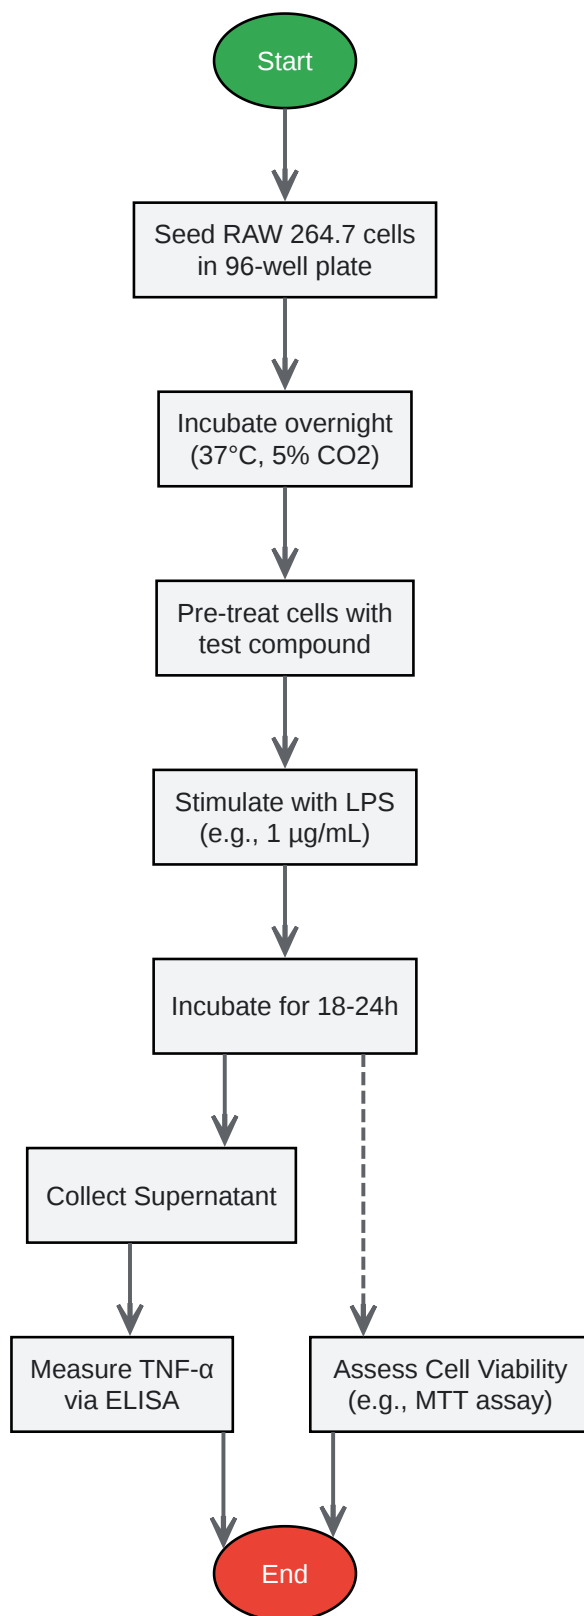 Start
Seed RAW 264.7 cells
in 96-well plate
Incubate overnight
(37°C, 5% CO2)
Pre-treat cells with
test compound
Stimulate with LPS
(e.g., 1 µg/mL)
Incubate for 18-24h
Collect Supernatant
Measure TNF-α
via ELISA
Assess Cell Viability
(e.g., MTT assay)
End